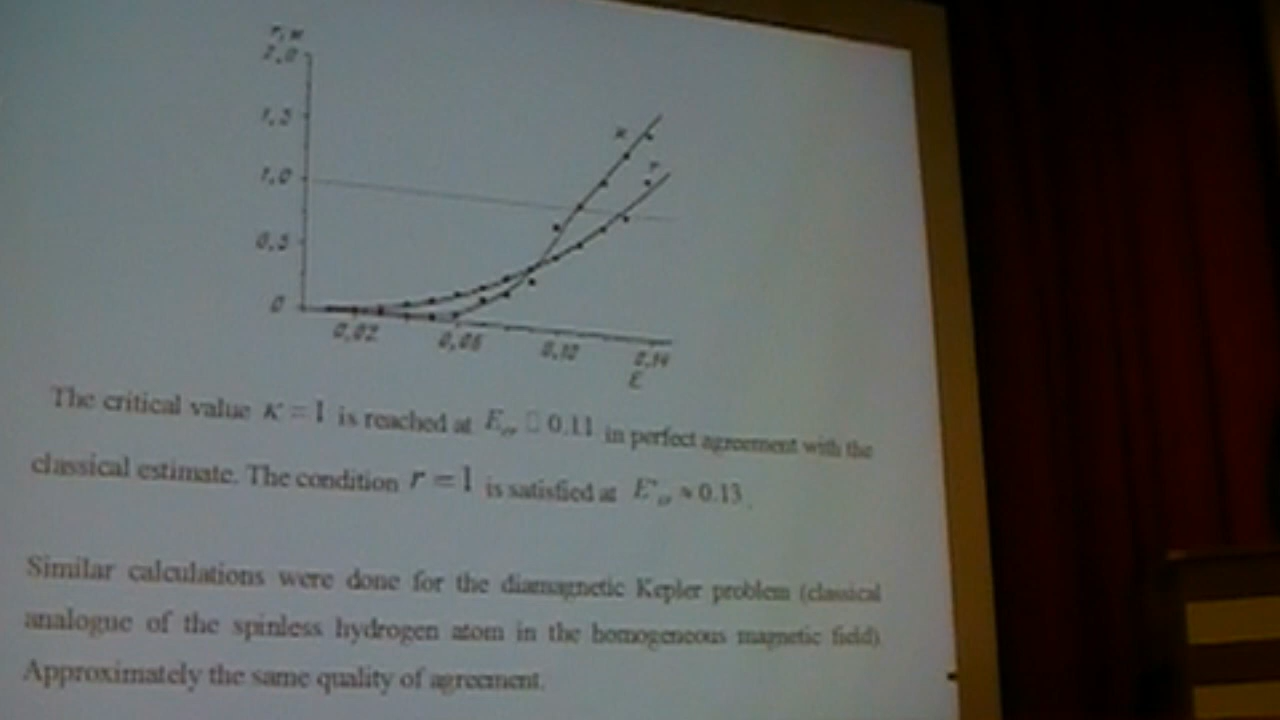 r, κ
2,0
1,5
1,0
0,5
0
κ
r
0,02
0,06
0,10
0,14
E
The critical value κ = 1 is reached at E_cr ▯ 0.11 in perfect agreement with the
classical estimate. The condition r = 1 is satisfied at E'_cr ≈ 0.13.
Similar calculations were done for the diamagnetic Kepler problem (classical
analogue of the spinless hydrogen atom in the homogeneous magnetic field).
Approximately the same quality of agreement.